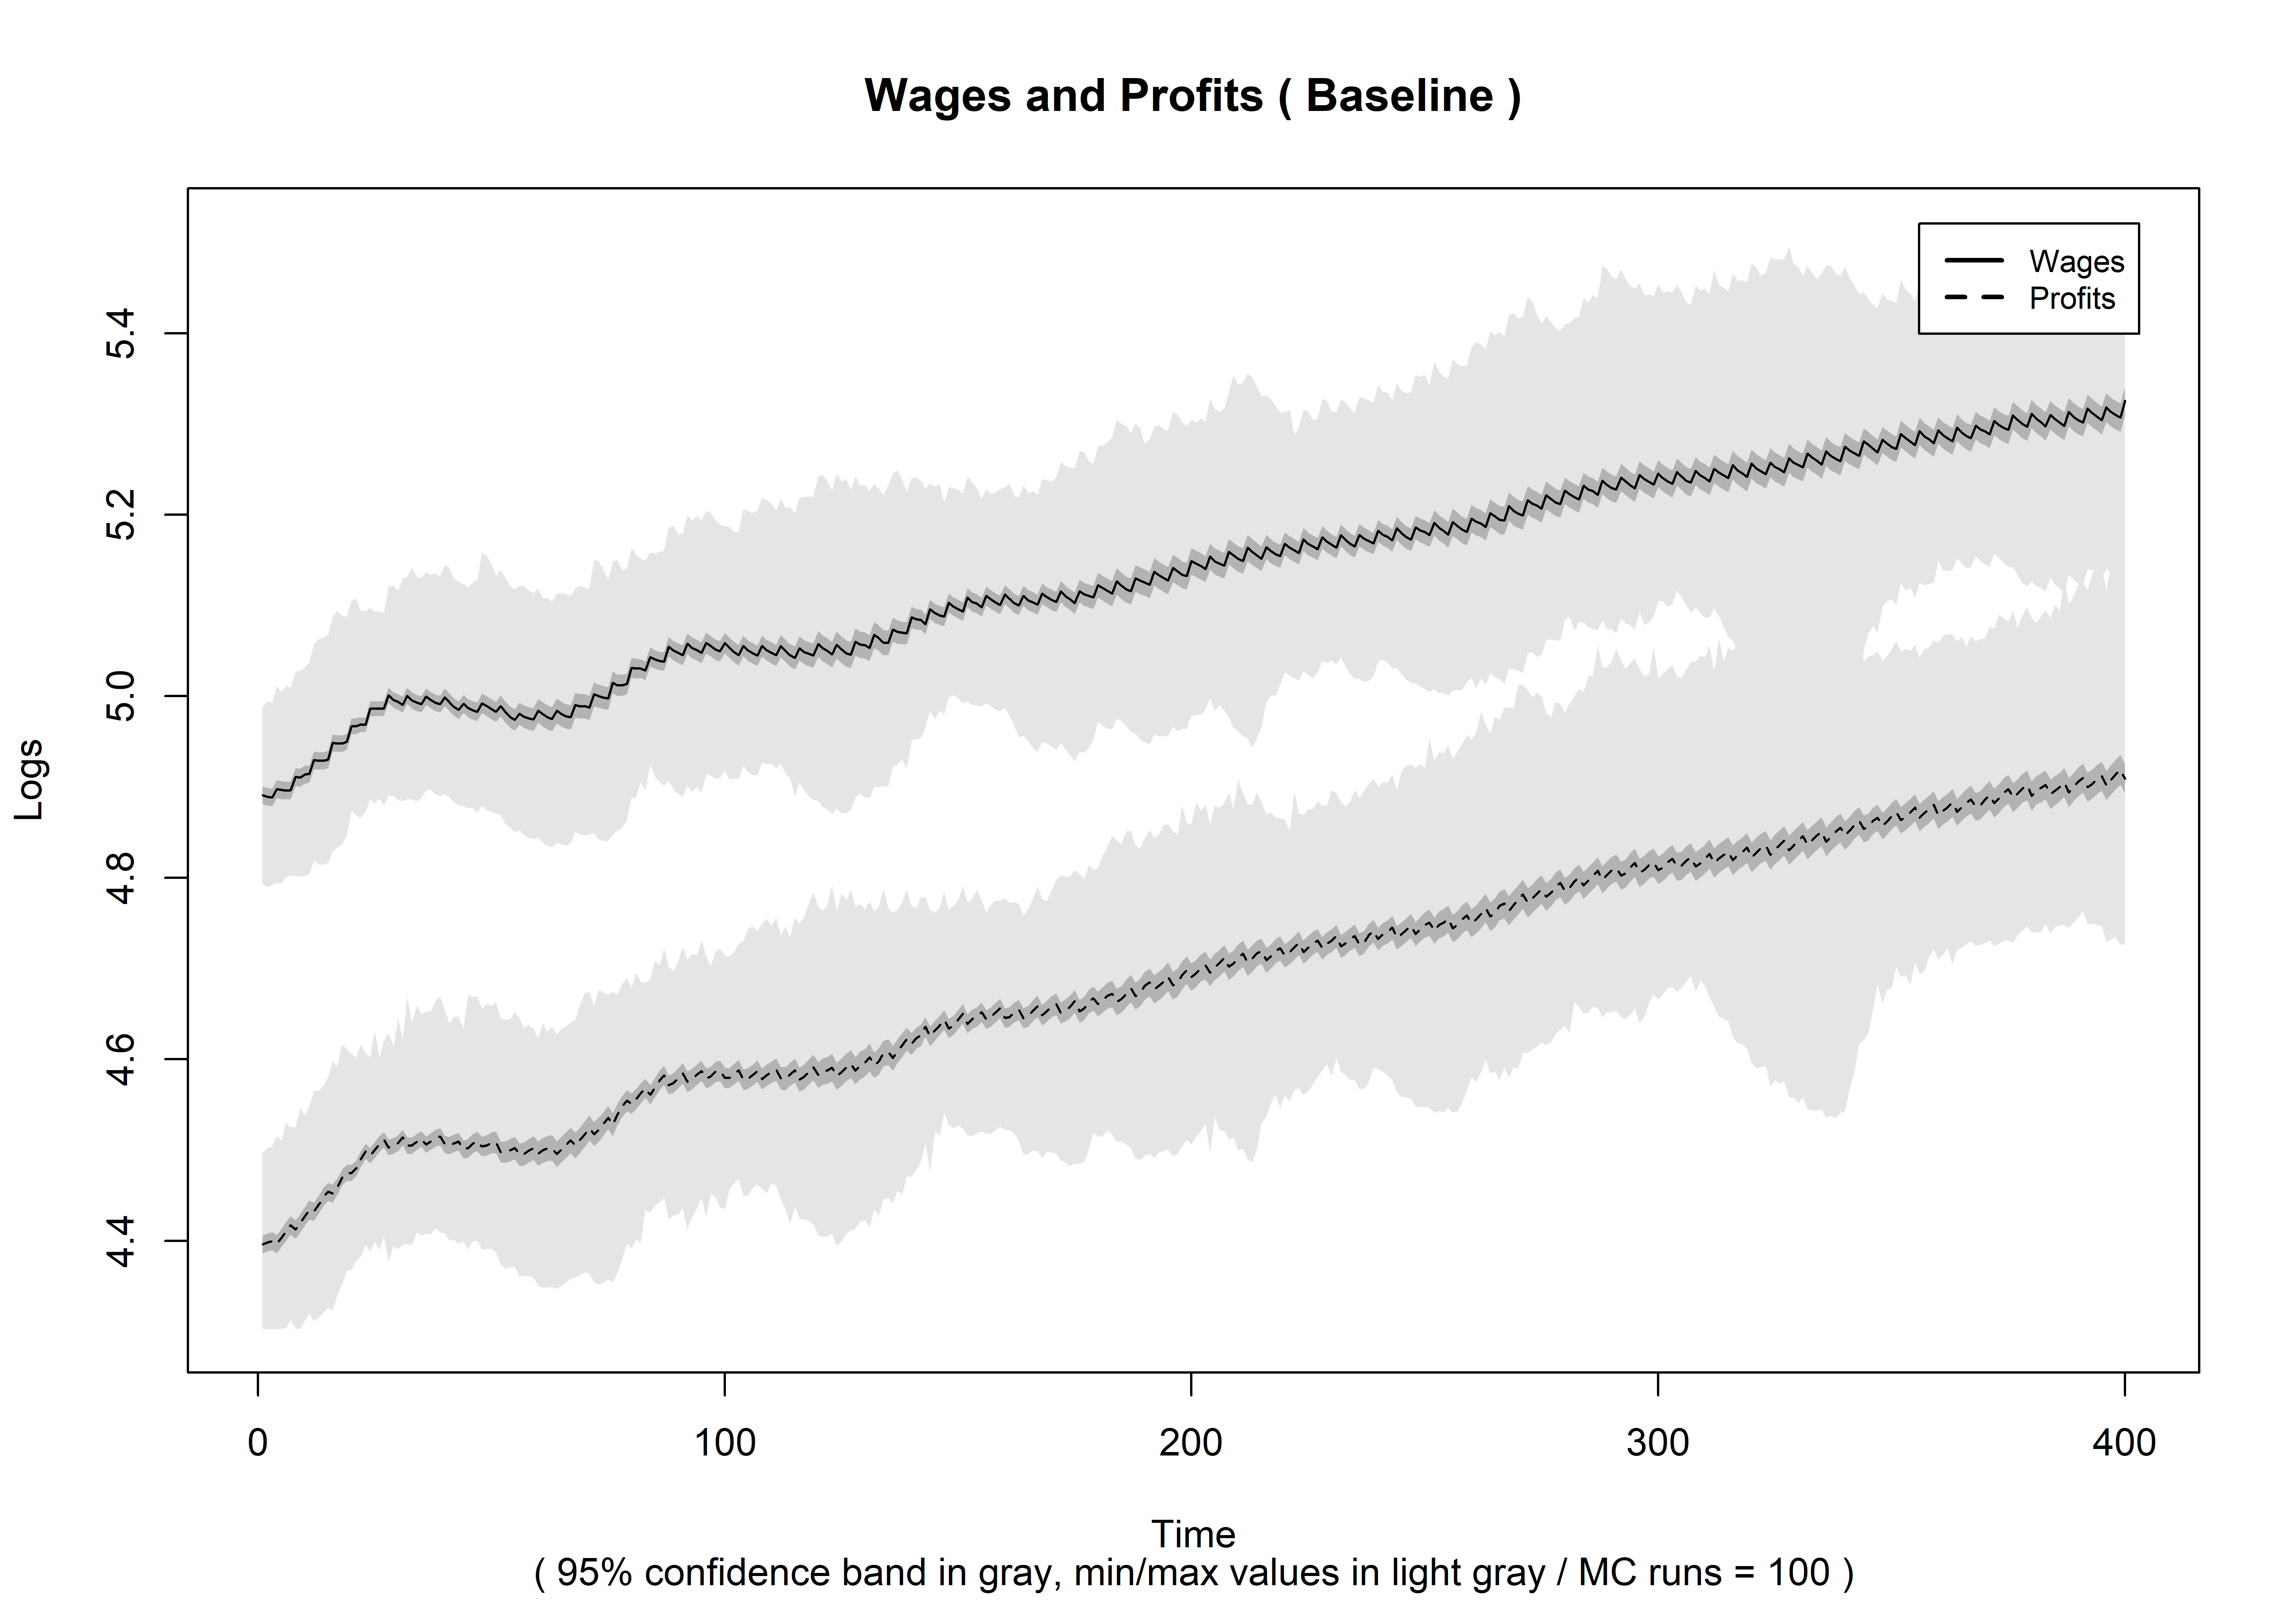 Wages and Profits ( Baseline )
Wages
Profits
Logs
5.4
5.2
5.0
4.8
4.6
4.4
0 100 200 300 400
Time
( 95% confidence band in gray, min/max values in light gray / MC runs = 100 )